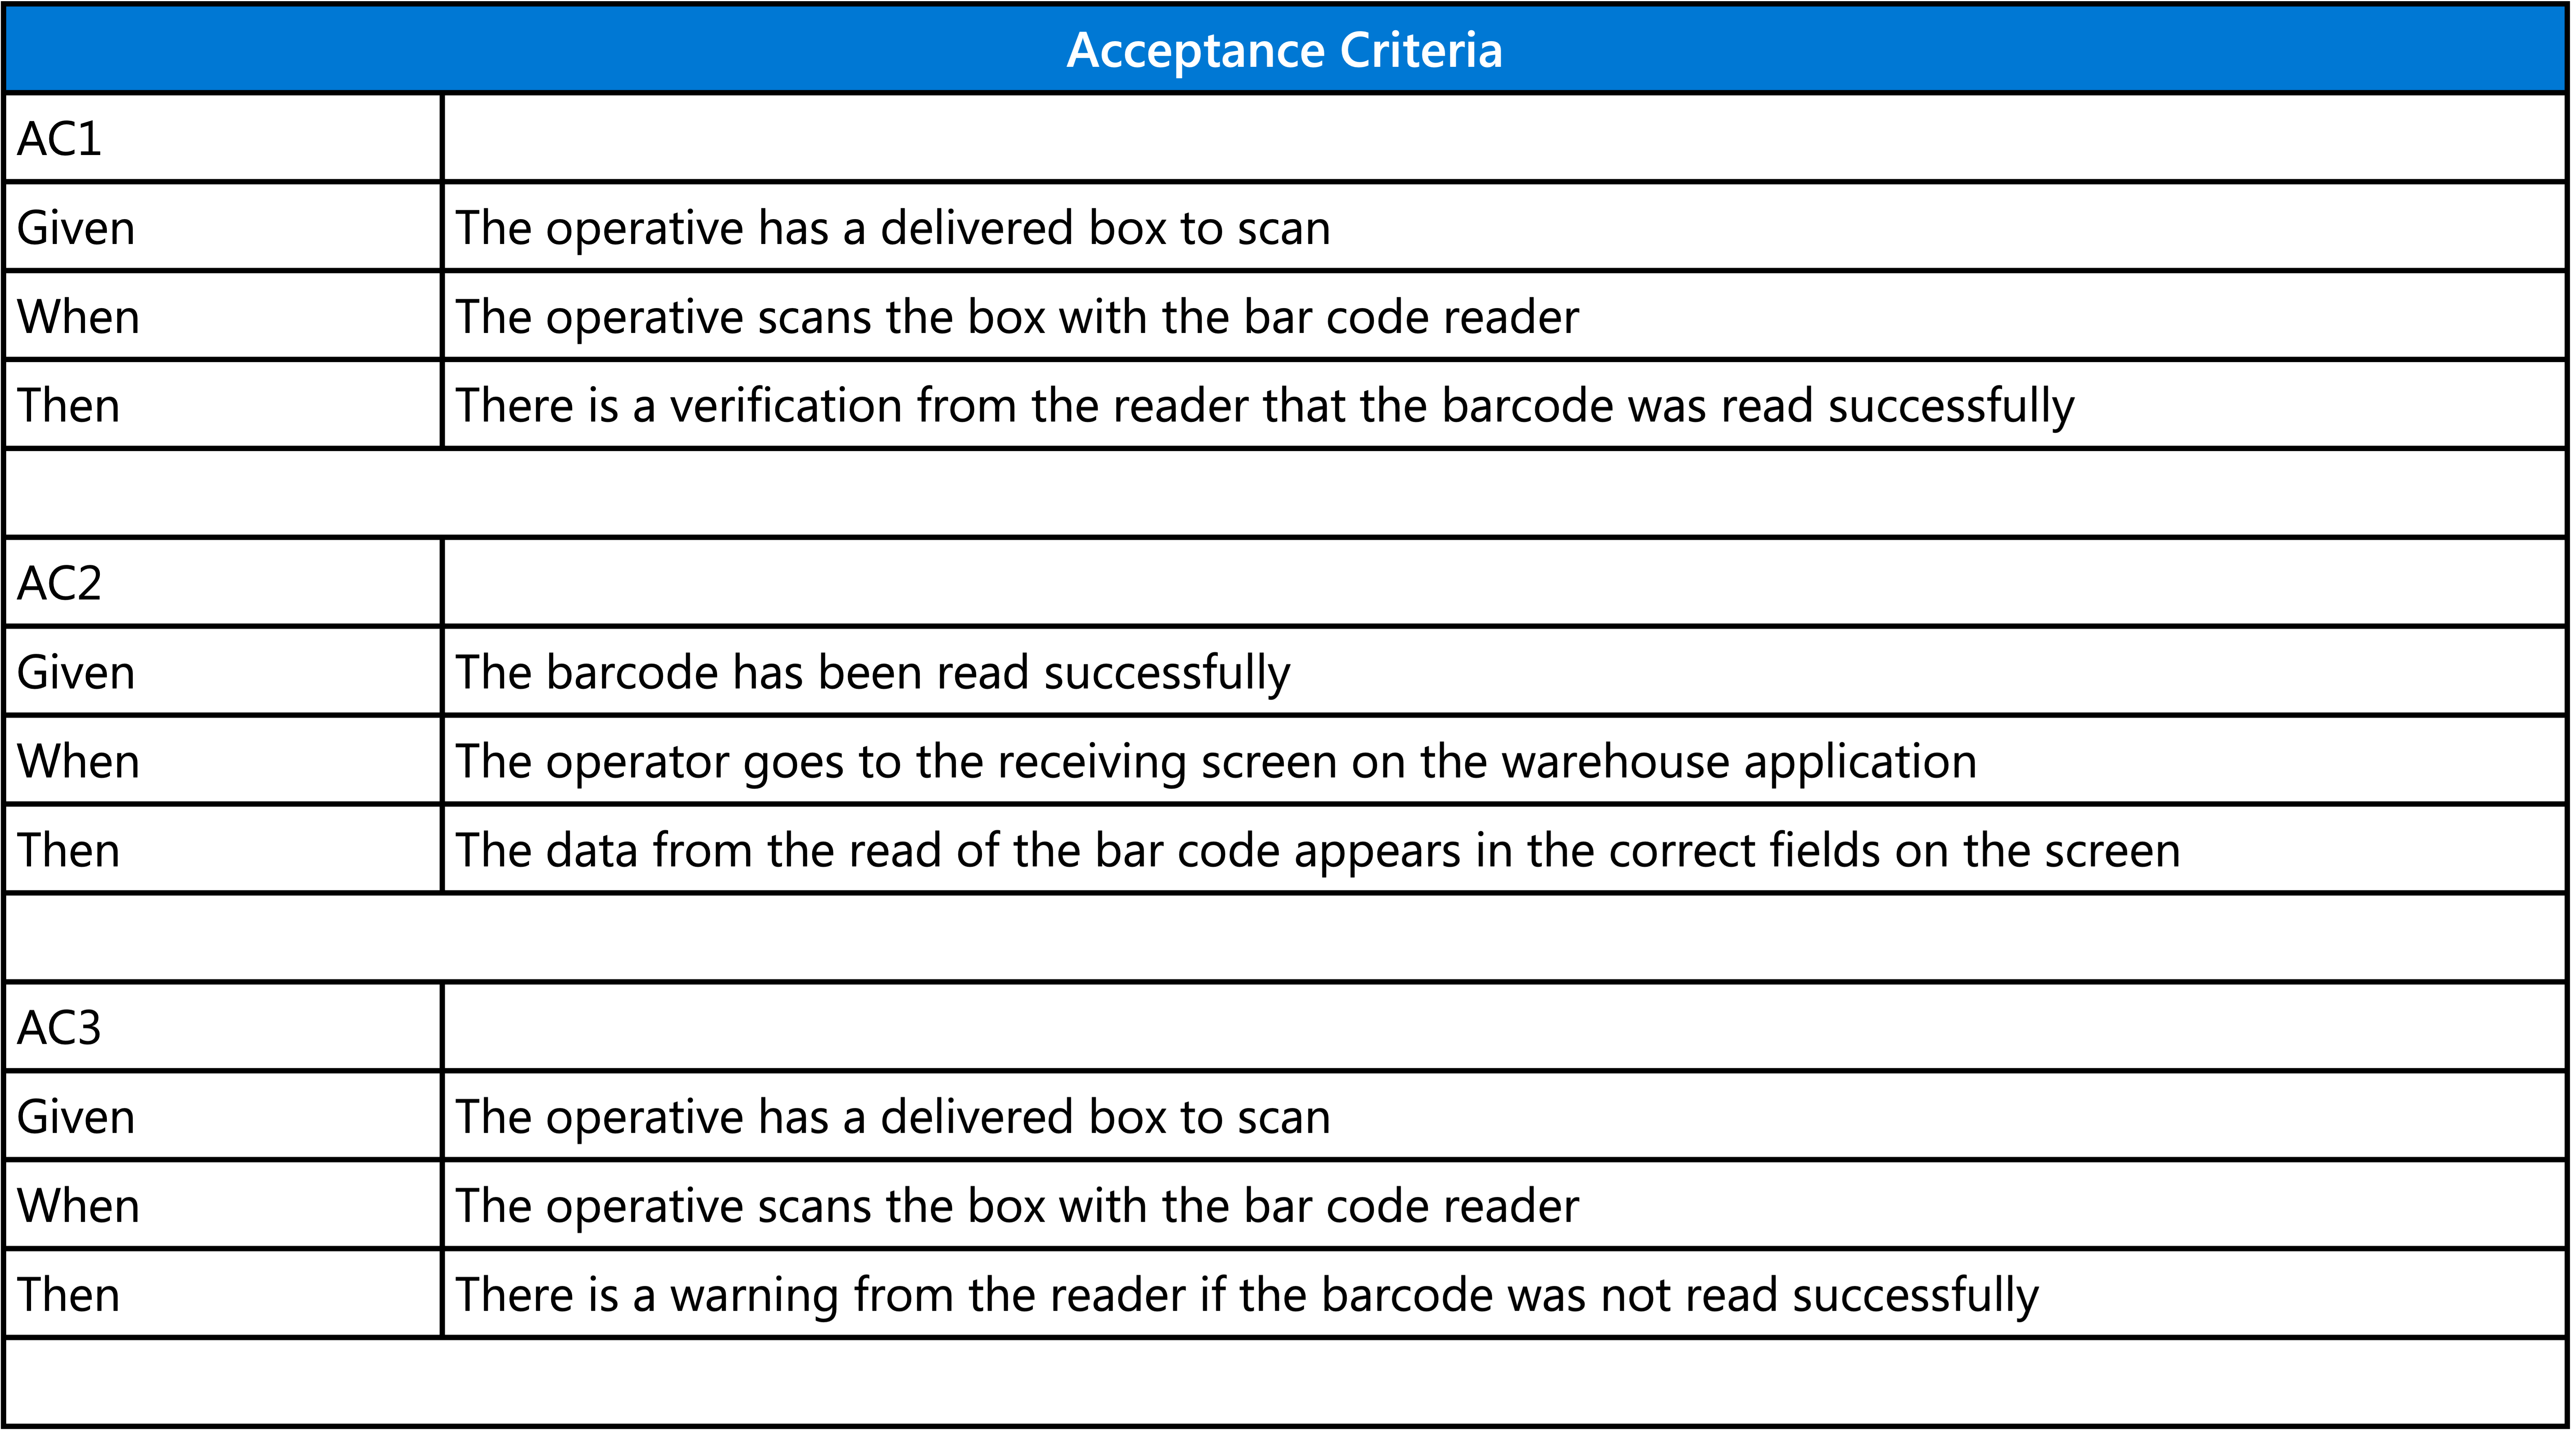 Acceptance Criteria
AC1
Given The operative has a delivered box to scan
When The operative scans the box with the bar code reader
Then There is a verification from the reader that the barcode was read successfully
AC2
Given The barcode has been read successfully
When The operator goes to the receiving screen on the warehouse application
Then The data from the read of the bar code appears in the correct fields on the screen
AC3
Given The operative has a delivered box to scan
When The operative scans the box with the bar code reader
Then There is a warning from the reader if the barcode was not read successfully